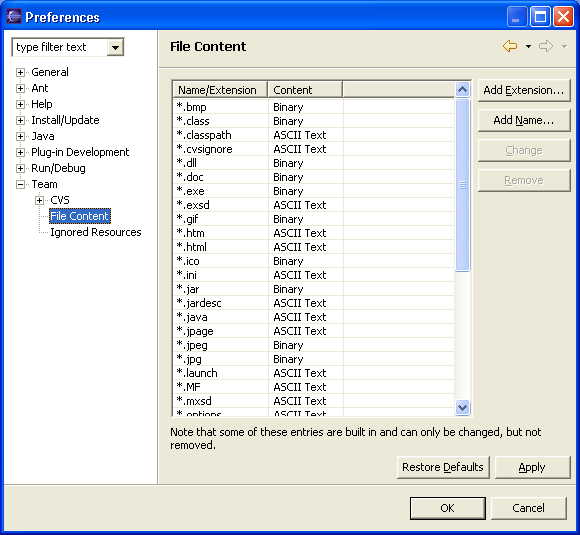 Preferences
type filter text
File Content
General
Ant
Help
Install/Update
Java
Plug-in Development
Run/Debug
Team
CVS
File Content
Ignored Resources
Name/Extension Content
*.bmp Binary
*.class Binary
*.classpath ASCII Text
*.cvsignore ASCII Text
*.dll Binary
*.doc Binary
*.exe Binary
*.exsd ASCII Text
*.gif Binary
*.htm ASCII Text
*.html ASCII Text
*.ico Binary
*.ini ASCII Text
*.jar Binary
*.jardesc ASCII Text
*.java ASCII Text
*.jpage ASCII Text
*.jpeg Binary
*.jpg Binary
*.launch ASCII Text
*.MF ASCII Text
*.mxsd ASCII Text
*.options ASCII Text
Add Extension...
Add Name...
Change
Remove
Note that some of these entries are built in and can only be changed, but not
removed.
Restore Defaults Apply
OK Cancel